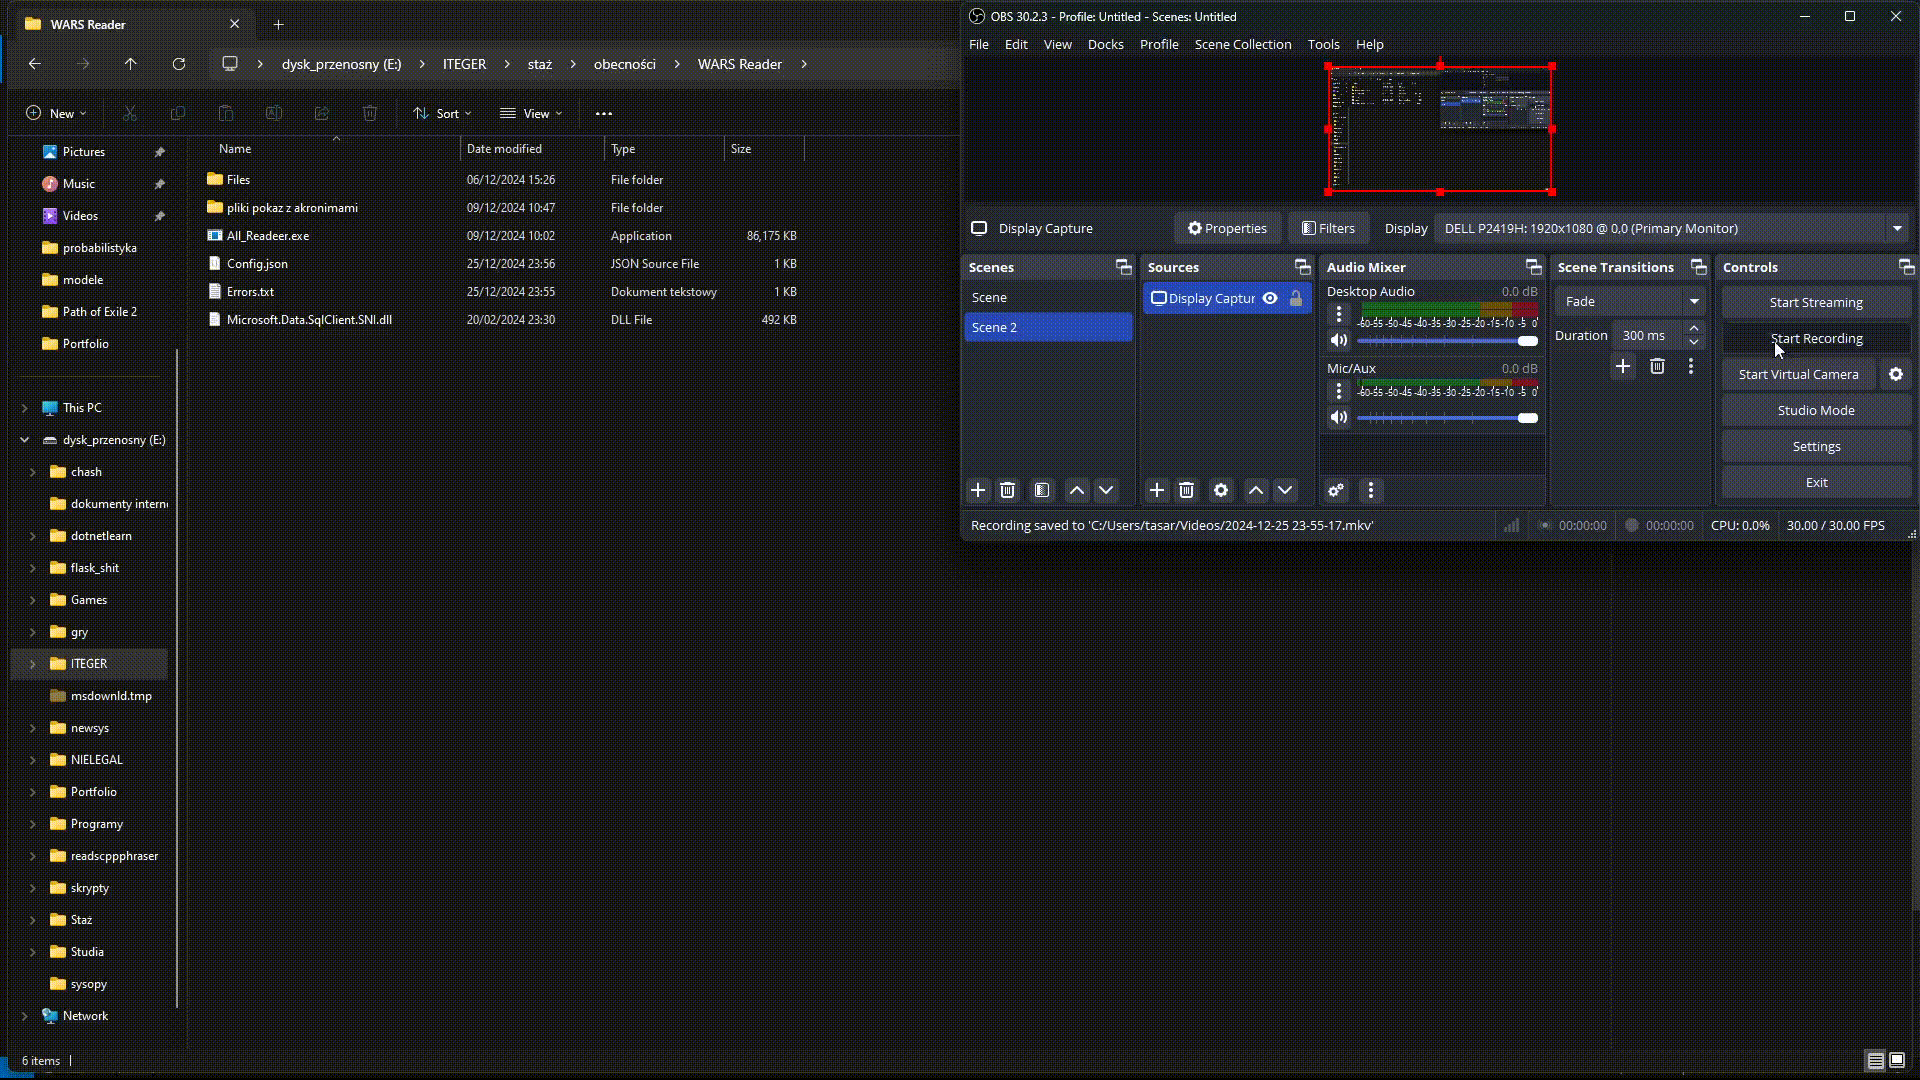 WARS Reader
dysk_przenosny (E:) ITEGER staż obecności WARS Reader
New Sort View
Name Date modified Type Size
Files 06/12/2024 15:26 File folder
pliki pokaz z akronimami 09/12/2024 10:47 File folder
All_Readeer.exe 09/12/2024 10:02 Application 86,175 KB
Config.json 25/12/2024 23:56 JSON Source File 1 KB
Errors.txt 25/12/2024 23:55 Dokument tekstowy 1 KB
Microsoft.Data.SqlClient.SNI.dll 20/02/2024 23:30 DLL File 492 KB
Pictures
Music
Videos
probabilistyka
modele
Path of Exile 2
Portfolio
This PC
dysk_przenosny (E:)
chash
dokumenty intern
dotnetlearn
flask_shit
Games
gry
ITEGER
msdownld.tmp
newsys
NIELEGAL
Portfolio
Programy
readscppphraser
skrypty
Staż
Studia
sysopy
Network
6 items
OBS 30.2.3 - Profile: Untitled - Scenes: Untitled
File Edit View Docks Profile Scene Collection Tools Help
Display Capture Properties Filters Display DELL P2419H: 1920x1080 @ 0,0 (Primary Monitor)
Scenes
Scene
Scene 2
Sources
Display Captur
Audio Mixer
Desktop Audio 0.0 dB
-60 -55 -50 -45 -40 -35 -30 -25 -20 -15 -10 -5 0
Mic/Aux 0.0 dB
-60 -55 -50 -45 -40 -35 -30 -25 -20 -15 -10 -5 0
Scene Transitions
Fade
Duration 300 ms
Controls
Start Streaming
Start Recording
Start Virtual Camera
Studio Mode
Settings
Exit
Recording saved to 'C:/Users/tasar/Videos/2024-12-25 23-55-17.mkv' 00:00:00 00:00:00 CPU: 0.0% 30.00 / 30.00 FPS